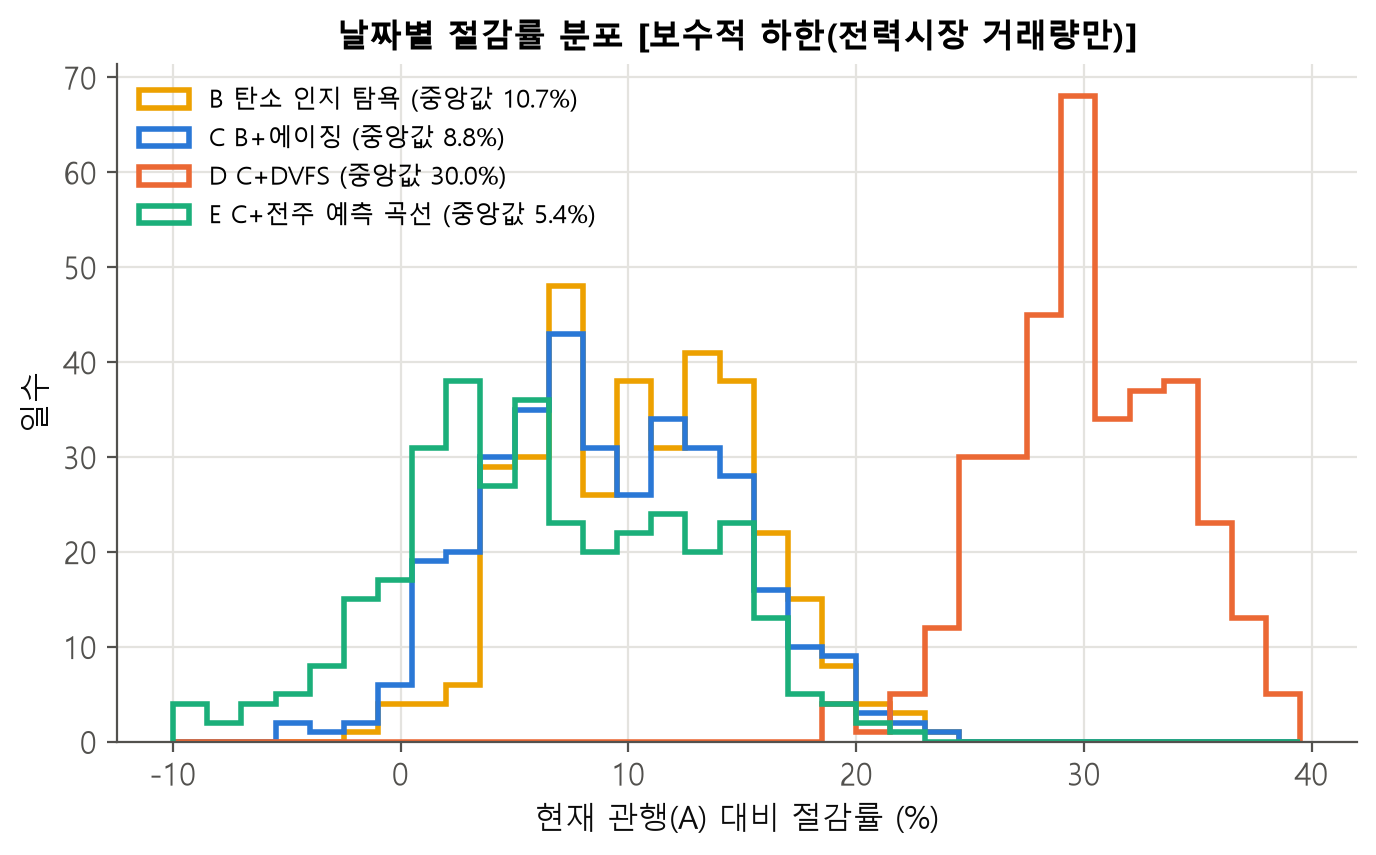 날짜별 절감률 분포 [보수적 하한(전력시장 거래량만)]
70
60
50
40
30
20
10
0
일수
B 탄소 인지 탐욕 (중앙값 10.7%)
C B+에이징 (중앙값 8.8%)
D C+DVFS (중앙값 30.0%)
E C+전주 예측 곡선 (중앙값 5.4%)
-10 0 10 20 30 40
현재 관행(A) 대비 절감률 (%)